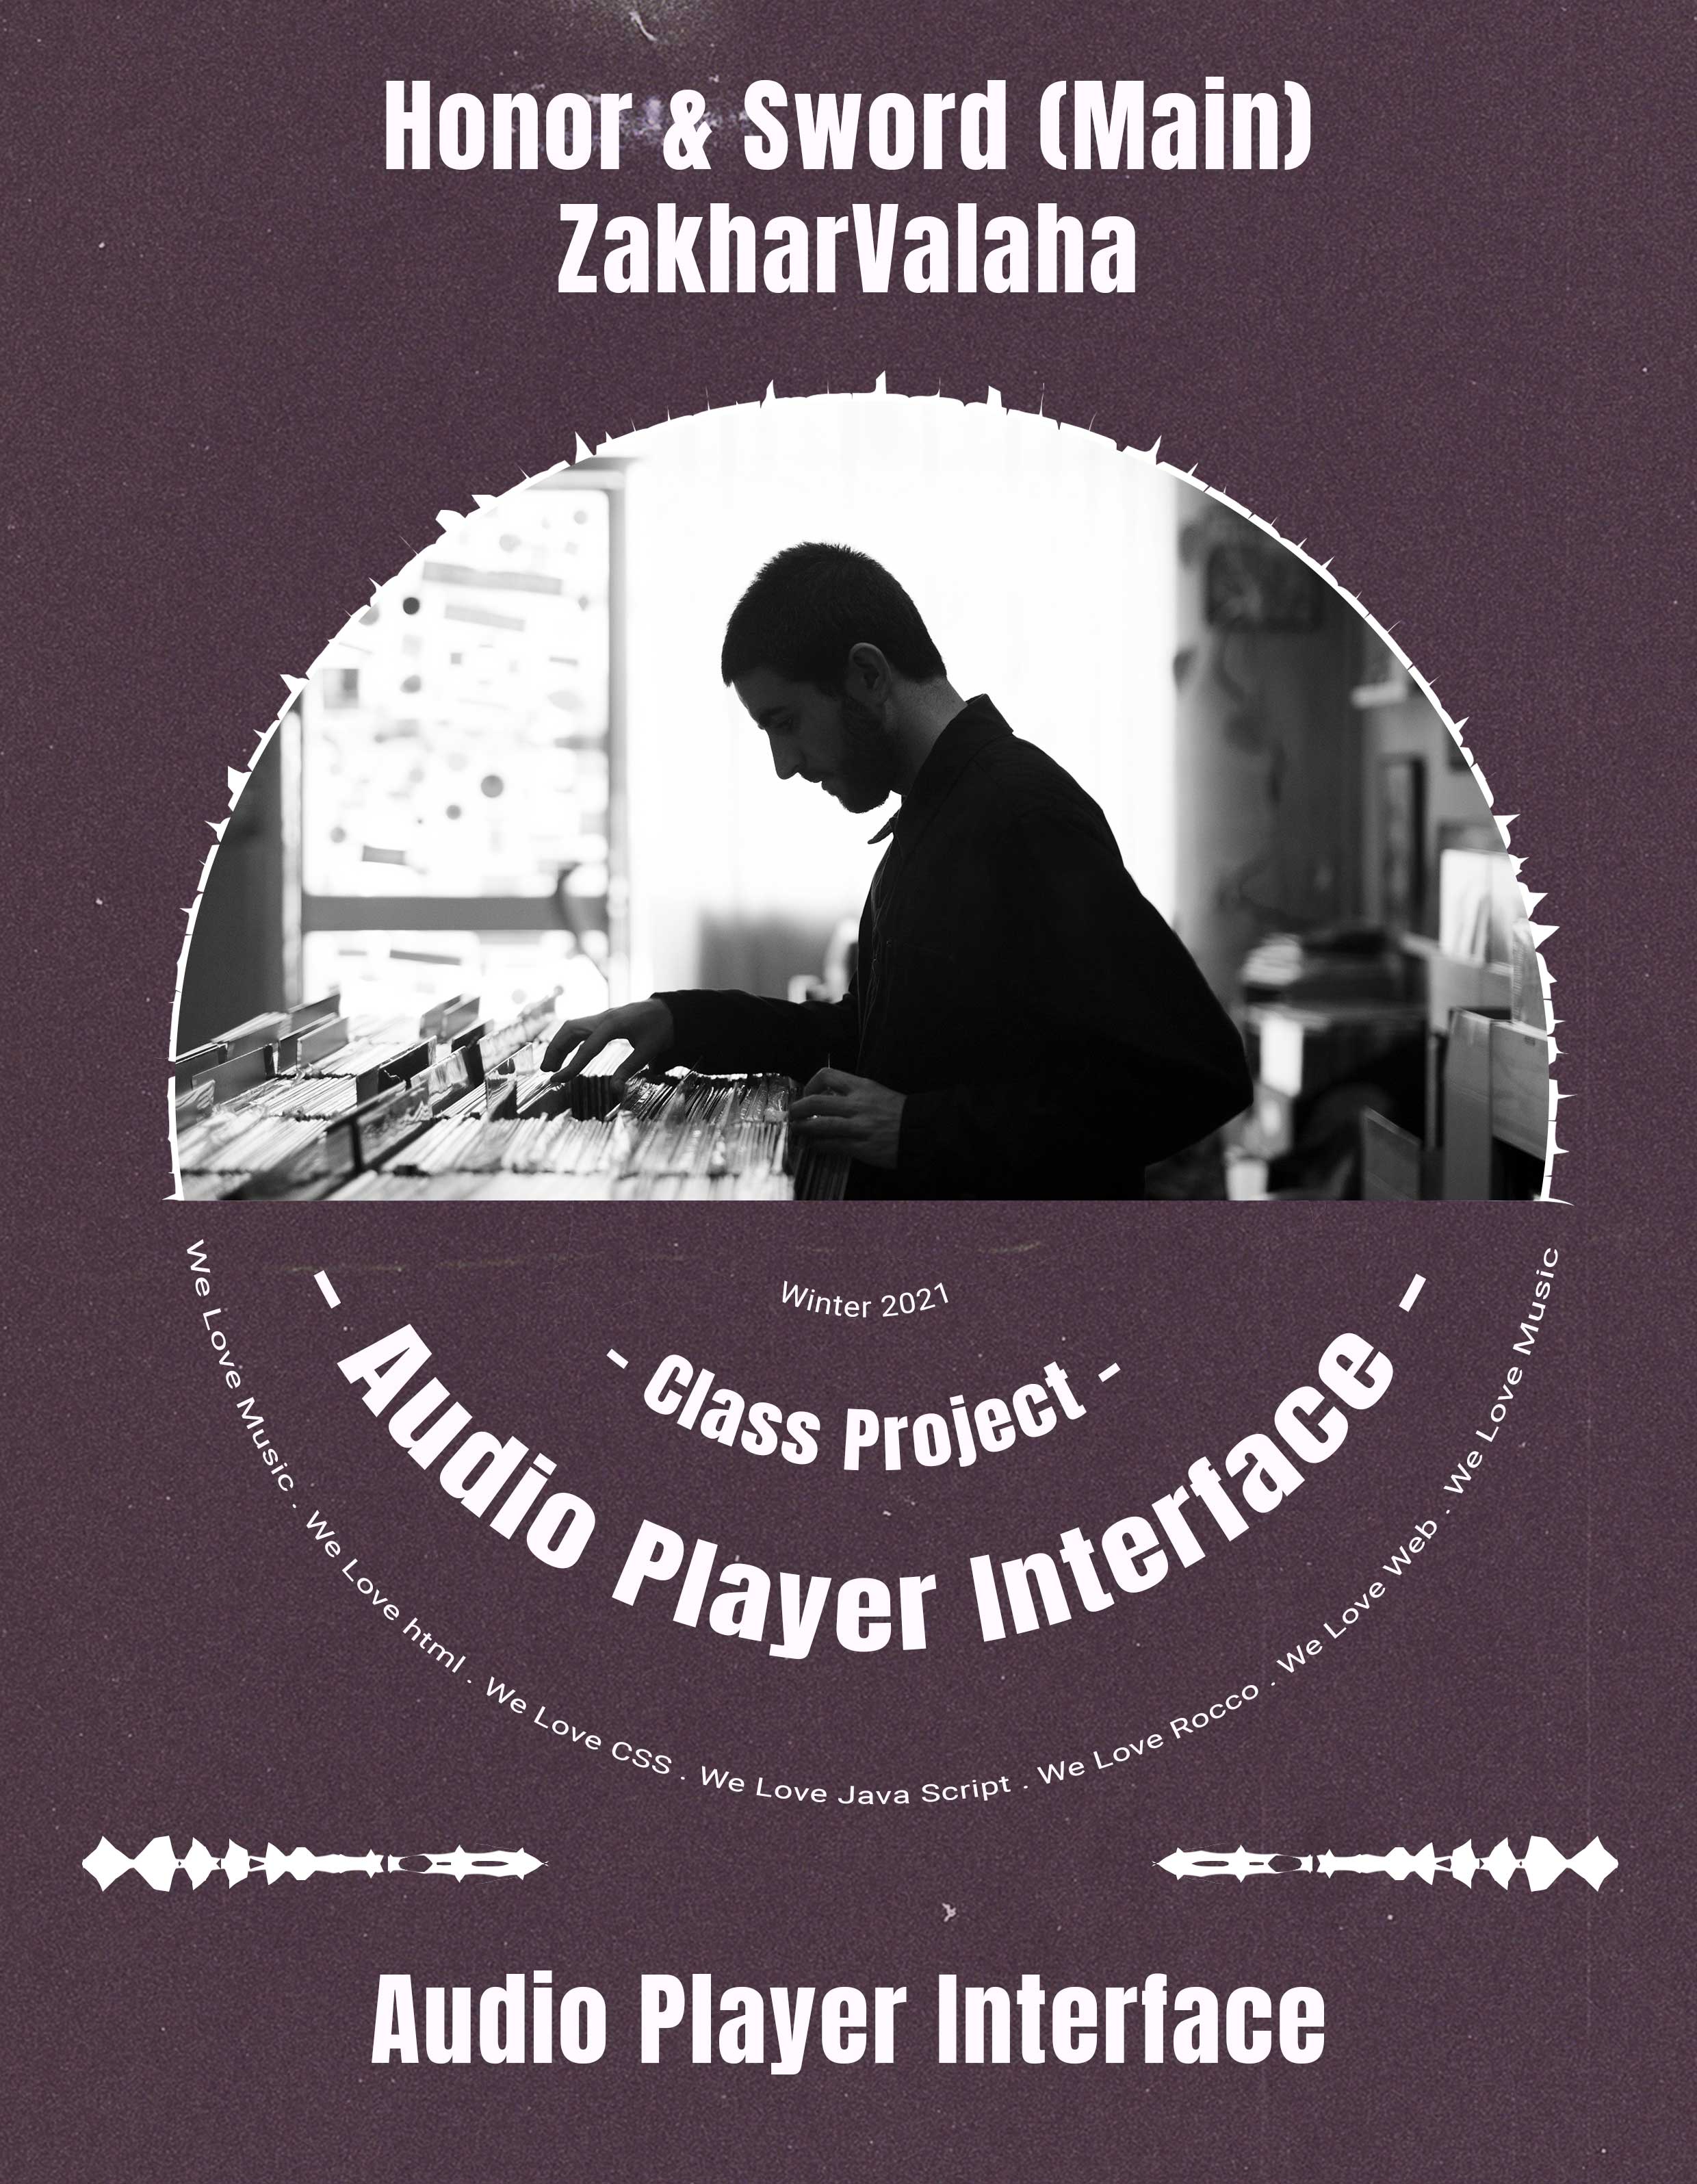 Honor & Sword (Main)
ZakharValaha
Winter 2021
- Class Project -
- Audio Player Interface -
We Love Music . We Love html . We Love CSS . We Love Java Script . We Love Rocco . We Love Web . We Love Music
Audio Player Interface